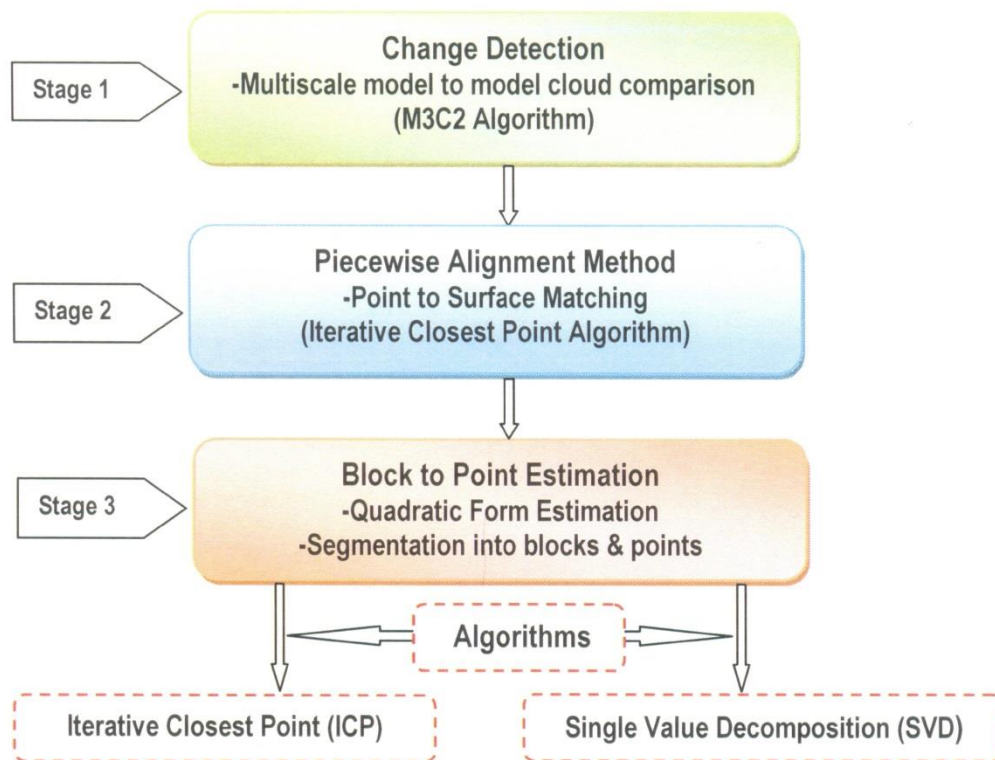 Stage 1
Change Detection
-Multiscale model to model cloud comparison
(M3C2 Algorithm)
Stage 2
Piecewise Alignment Method
-Point to Surface Matching
(Iterative Closest Point Algorithm)
Stage 3
Block to Point Estimation
-Quadratic Form Estimation
-Segmentation into blocks & points
Algorithms
Iterative Closest Point (ICP)
Single Value Decomposition (SVD)